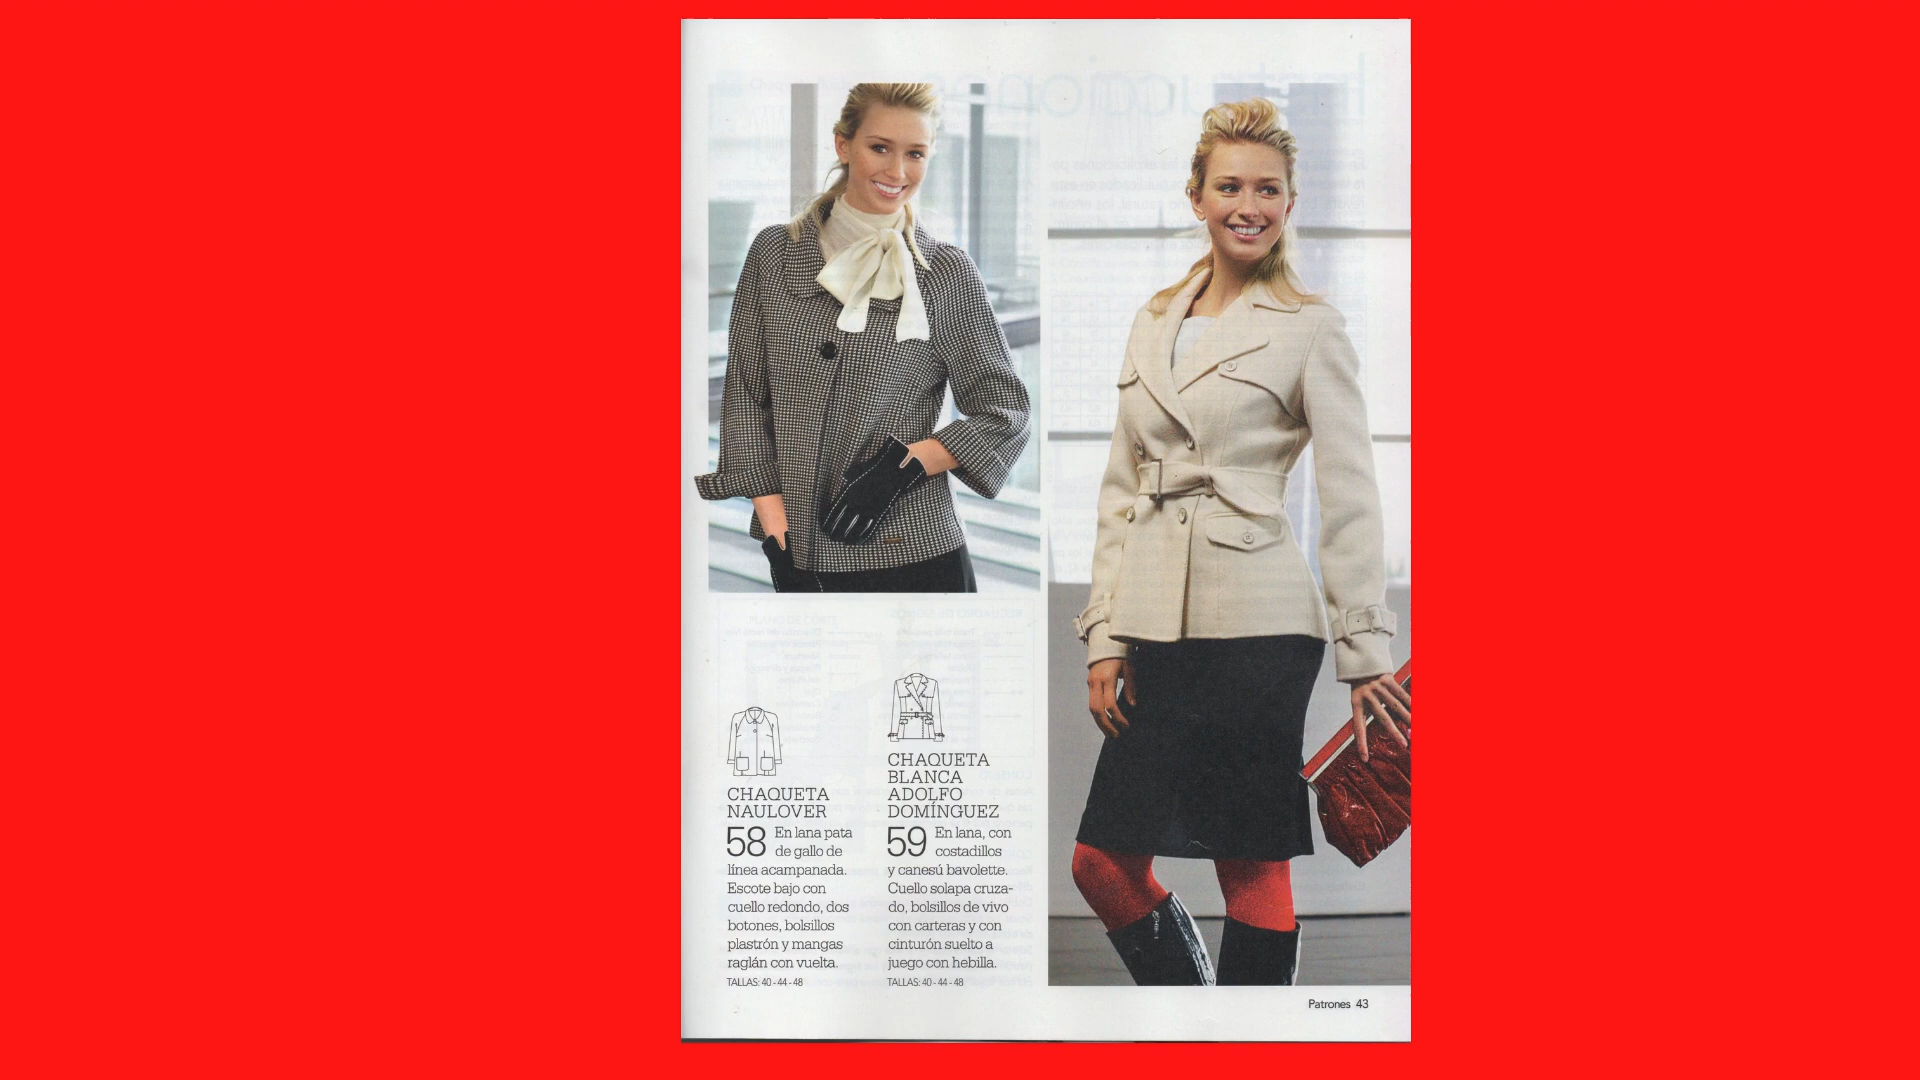 CHAQUETA
NAULOVER
58 En lana pata
de gallo de
línea acampanada.
Escote bajo con
cuello redondo, dos
botones, bolsillos
plastrón y mangas
raglán con vuelta.
TALLAS: 40 - 44 - 48
CHAQUETA
BLANCA
ADOLFO
DOMÍNGUEZ
59 En lana, con
costadillos
y canesú bavolette.
Cuello solapa cruza-
do, bolsillos de vivo
con carteras y con
cinturón suelto a
juego con hebilla.
TALLAS: 40 - 44 - 48
Patrones 43